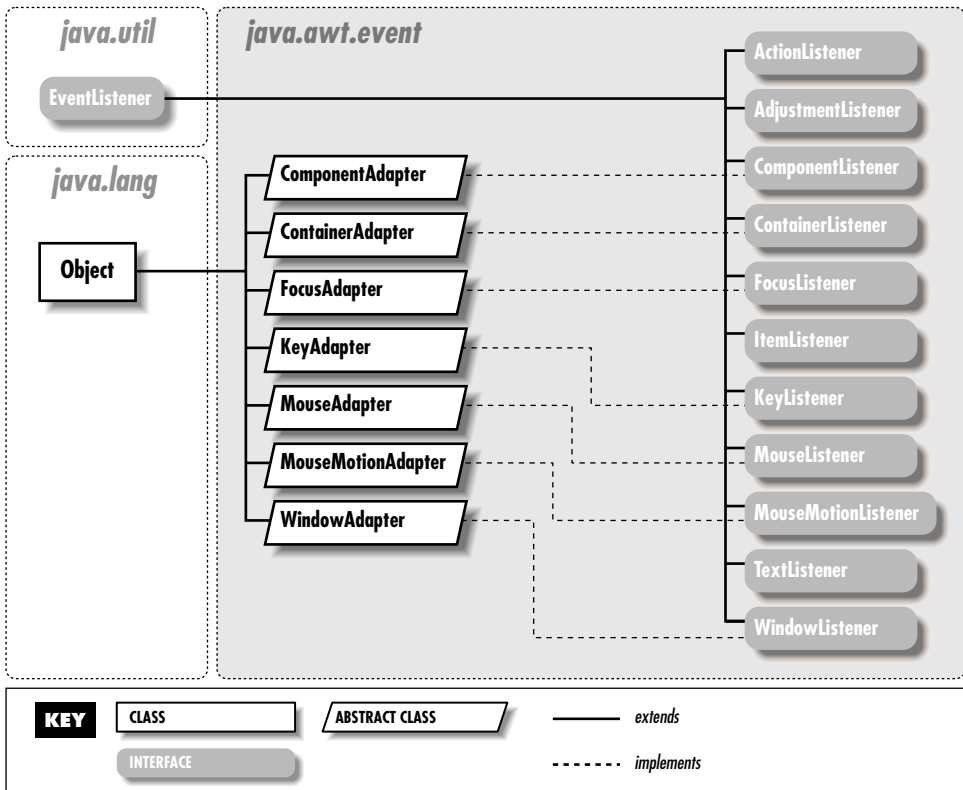 java.util
EventListener
java.lang
Object
java.awt.event
ComponentAdapter
ContainerAdapter
FocusAdapter
KeyAdapter
MouseAdapter
MouseMotionAdapter
WindowAdapter
ActionListener
AdjustmentListener
ComponentListener
ContainerListener
FocusListener
ItemListener
KeyListener
MouseListener
MouseMotionListener
TextListener
WindowListener
KEY
CLASS
ABSTRACT CLASS
extends
INTERFACE
implements